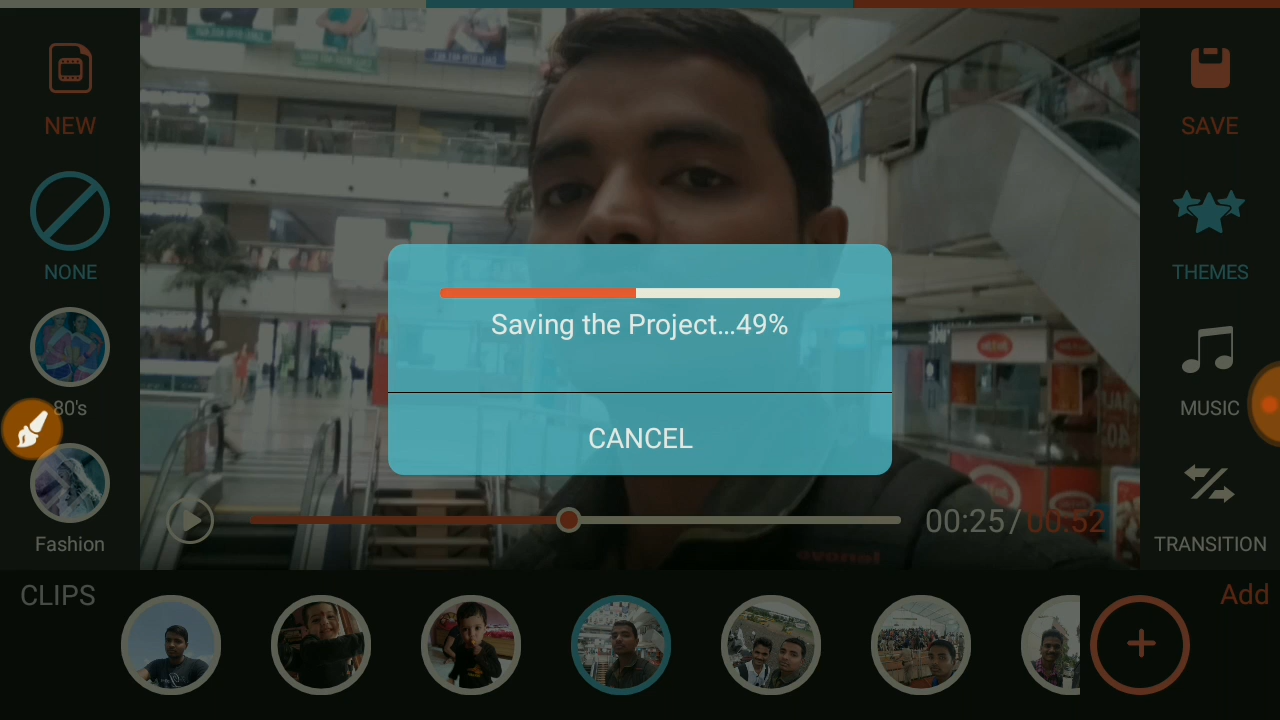 NEW
SAVE
NONE
THEMES
80's
MUSIC
Fashion
TRANSITION
Saving the Project...49%
CANCEL
00:25/00:52
CLIPS
Add